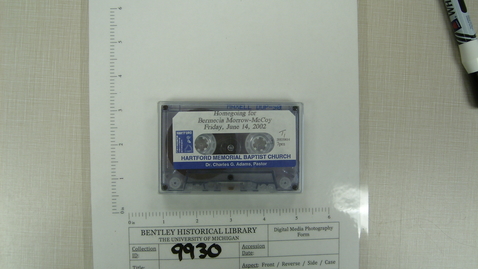 Homegoing for
Bernecia Morrow-McCoy
Friday, June 14, 2002
HARTFORD MEMORIAL BAPTIST CHURCH
Dr. Charles G. Adams, Pastor
BENTLEY HISTORICAL LIBRARY
THE UNIVERSITY OF MICHIGAN
Digital Media Photography
Form
Collection
ID:
9930
Accession
Date:
Title:
Aspect: Front / Reverse / Side / Case